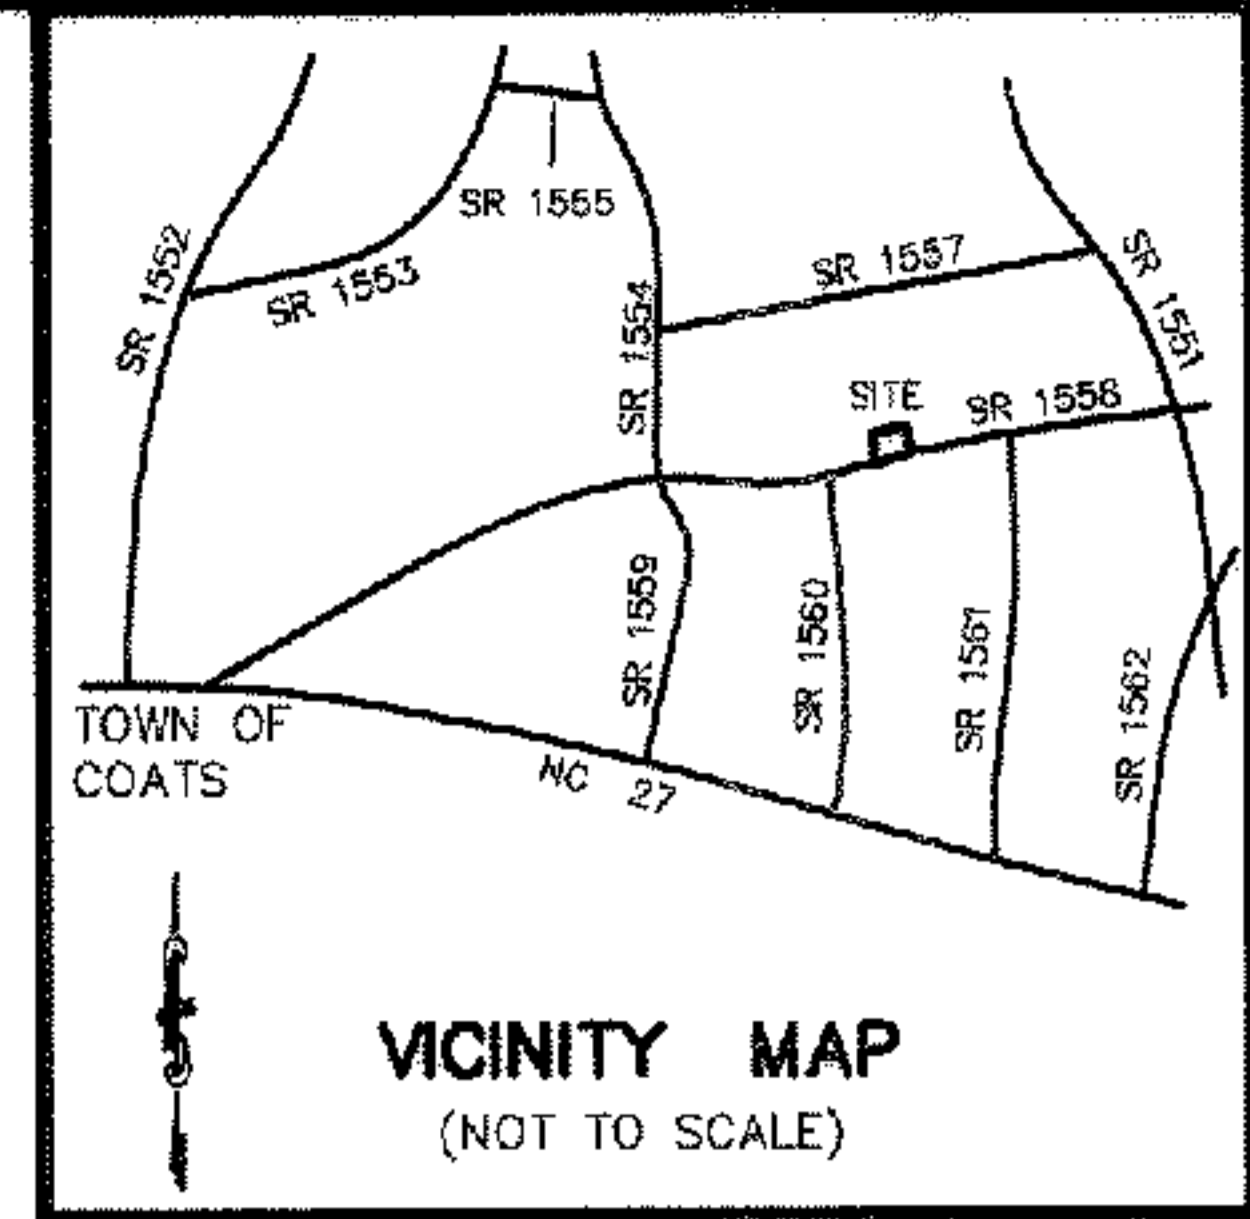 SR 1555
SR 1552
SR 1553
SR 1554
SR 1557
SR 1551
SITE
SR 1558
SR 1559
SR 1560
SR 1561
SR 1562
TOWN OF
COATS
NC 27
VICINITY MAP
(NOT TO SCALE)